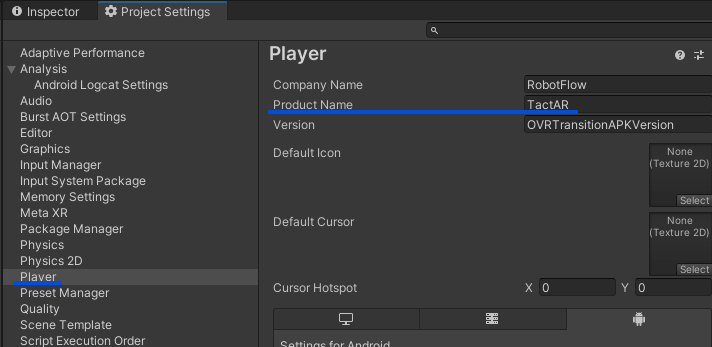 Inspector
Project Settings
Adaptive Performance
Analysis
Android Logcat Settings
Audio
Burst AOT Settings
Editor
Graphics
Input Manager
Input System Package
Memory Settings
Meta XR
Package Manager
Physics
Physics 2D
Player
Preset Manager
Quality
Scene Template
Script Execution Order
Player
Company Name RobotFlow
Product Name TactAR
Version OVRTransitionAPKVersion
Default Icon
None
(Texture 2D)
Select
Default Cursor
None
(Texture 2D)
Select
Cursor Hotspot X 0 Y 0
Settings for Android